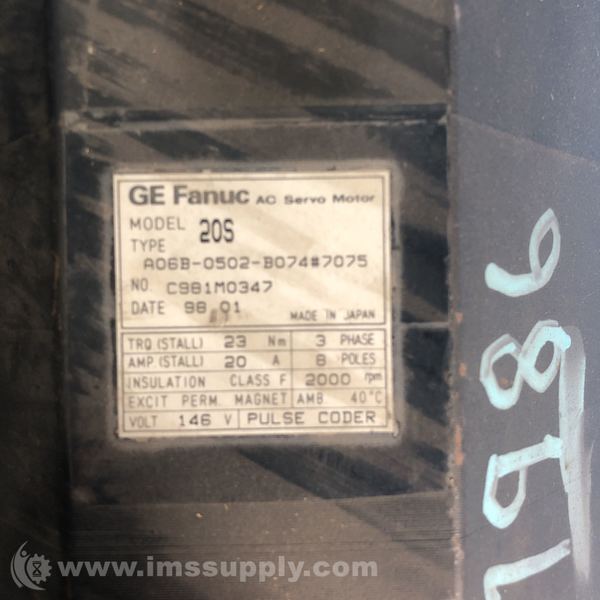 GE Fanuc AC Servo Motor
MODEL 20S
TYPE
A06B-0502-B074#7075
NO. C981M0347
DATE 98.01
MADE IN JAPAN
TRQ(STALL) 23 Nm 3 PHASE
AMP.(STALL) 20 A 8 POLES
INSULATION CLASS F 2000 rpm
EXCIT PERM. MAGNET AMB 40°C
VOLT 146 V PULSE CODER
www.imssupply.com